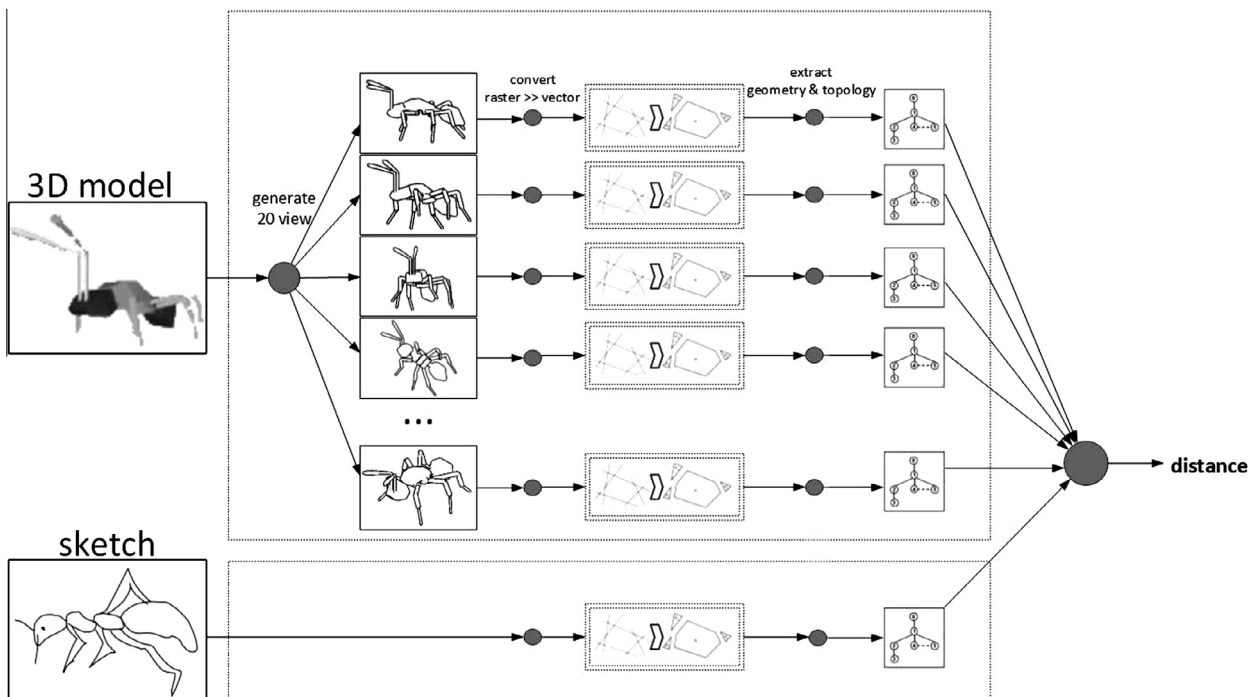 convert
raster >> vector
extract
geometry & topology
3D model
generate
20 view
...
distance
sketch